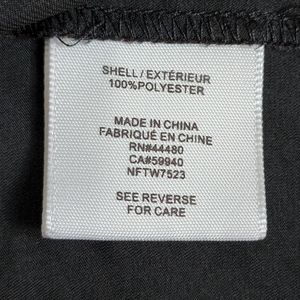 SHELL/EXTÉRIEUR
100%POLYESTER
MADE IN CHINA
FABRIQUÉ EN CHINE
RN#44480
CA#59940
NFTW7523
SEE REVERSE
FOR CARE